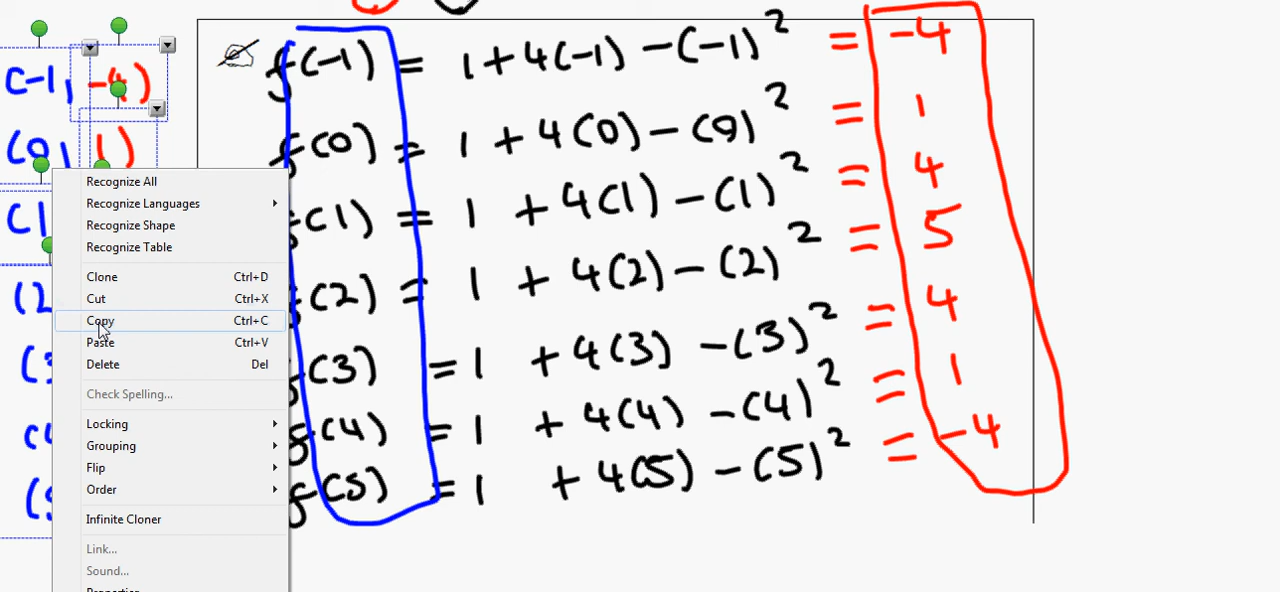 (-1, -4)
f(-1) = 1+4(-1) -(-1)² = -4
(0, 1)
f(0) = 1 + 4(0) - (0)² = 1
(1
f(1) = 1 + 4(1) - (1)² = 4
(2
f(2) = 1 + 4(2) - (2)² = 5
(3
f(3) = 1 + 4(3) - (3)² = 4
(4
f(4) = 1 + 4(4) - (4)² = 1
(5
f(5) = 1 + 4(5) - (5)² = -4
Recognize All
Recognize Languages
Recognize Shape
Recognize Table
Clone Ctrl+D
Cut Ctrl+X
Copy Ctrl+C
Paste Ctrl+V
Delete Del
Check Spelling...
Locking
Grouping
Flip
Order
Infinite Cloner
Link...
Sound...